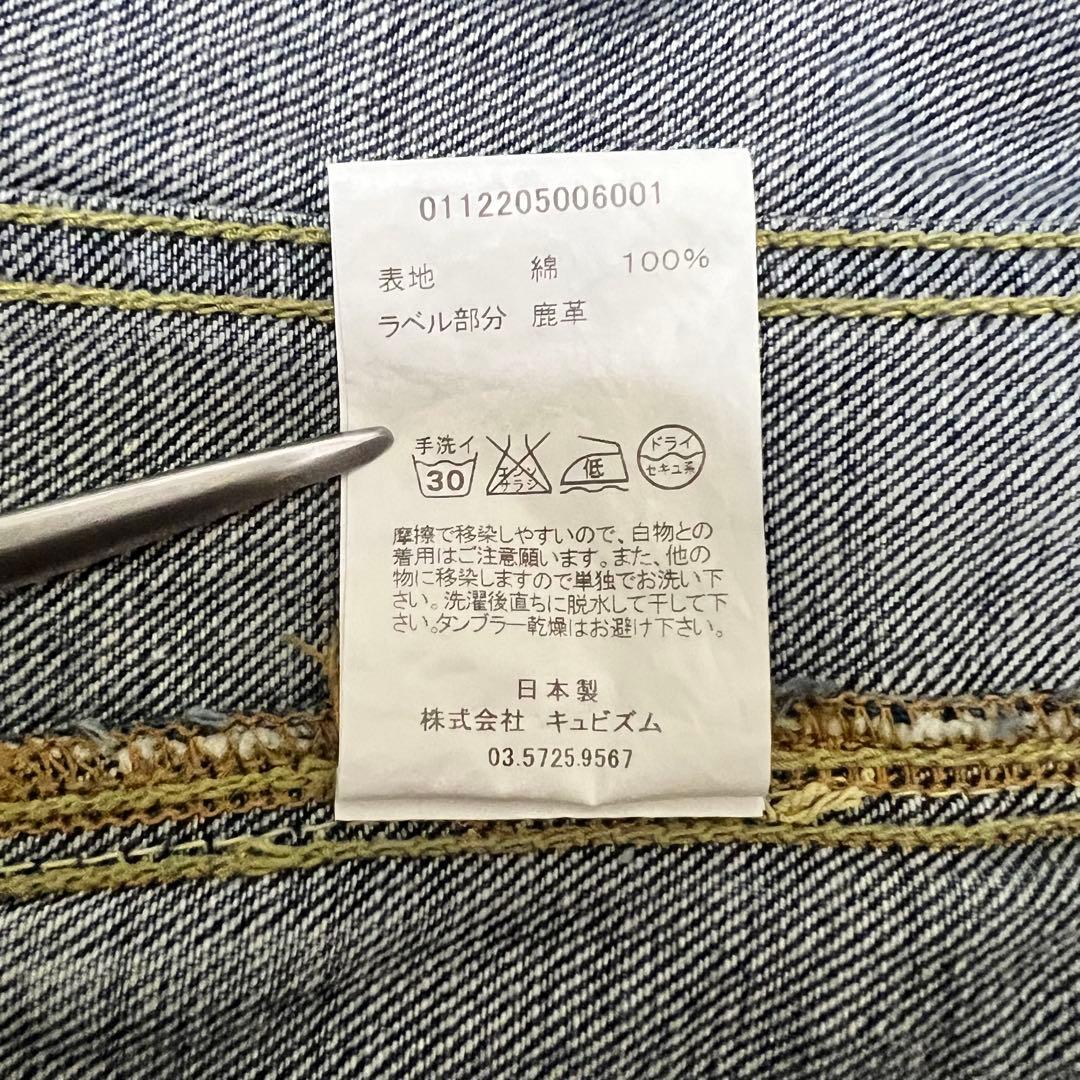 0112205006001
表地 綿 100%
ラベル部分 鹿革
手洗イ
30
エンソ
サラシ
低
ドライ
セキユ系
摩擦で移染しやすいので、白物との
着用はご注意願います。また、他の
物に移染しますので単独でお洗い下
さい。洗濯後直ちに脱水して干して下
さい。タンブラー乾燥はお避け下さい。
日本製
株式会社 キュビズム
03.5725.9567